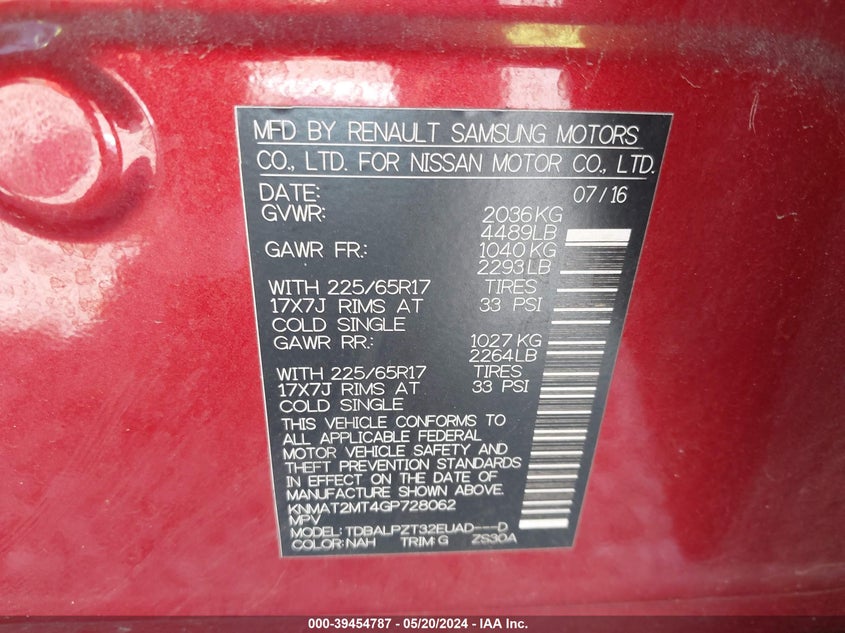 MFD BY RENAULT SAMSUNG MOTORS
CO., LTD. FOR NISSAN MOTOR CO., LTD.
DATE: 07/16
GVWR: 2036KG
4489LB
GAWR FR.: 1040KG
2293LB
WITH 225/65R17 TIRES
17X7J RIMS AT 33 PSI
COLD SINGLE
GAWR RR.: 1027KG
2264LB
WITH 225/65R17 TIRES
17X7J RIMS AT 33 PSI
COLD SINGLE
THIS VEHICLE CONFORMS TO
ALL APPLICABLE FEDERAL
MOTOR VEHICLE SAFETY AND
THEFT PREVENTION STANDARDS
IN EFFECT ON THE DATE OF
MANUFACTURE SHOWN ABOVE.
KNMAT2MT4GP728062
MPV
MODEL: TDBALPZT32EUAD---D
COLOR: NAH TRIM: G ZS30A
000-39454787 - 05/20/2024 - IAA Inc.